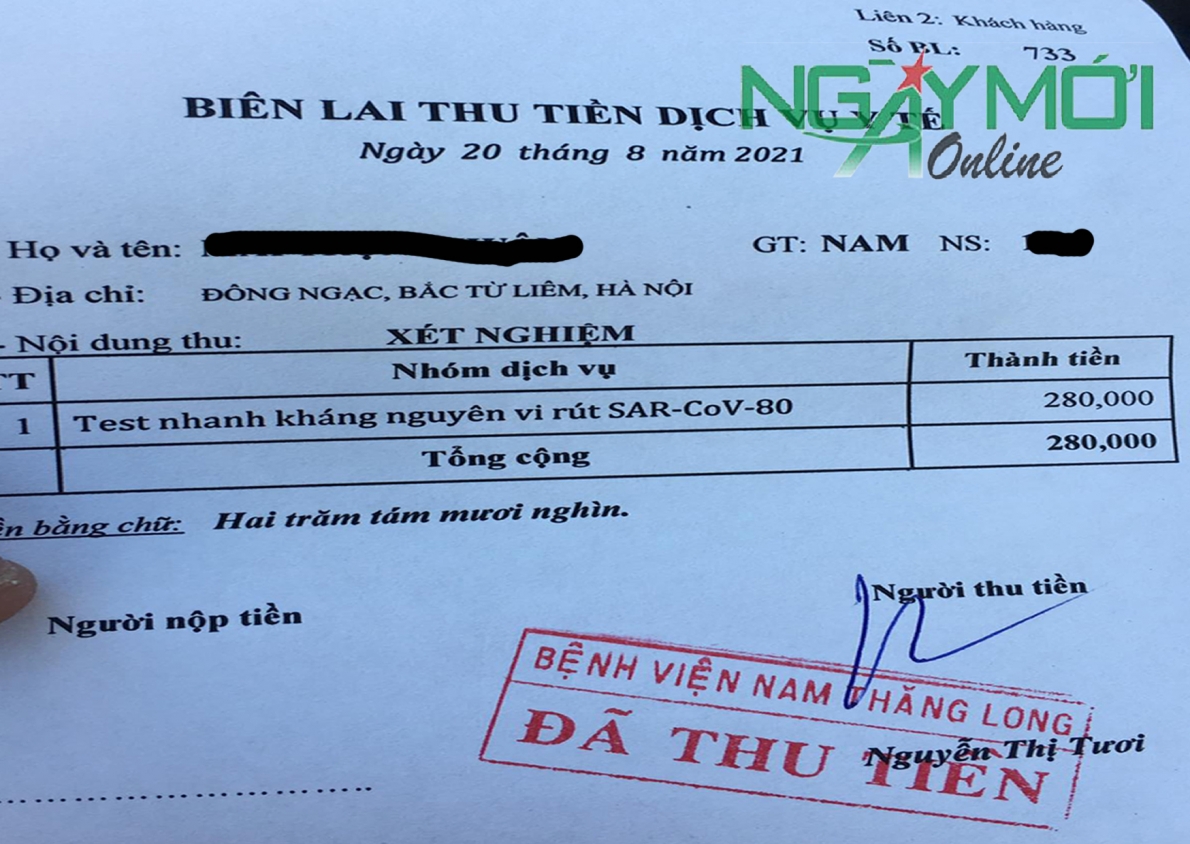 Liên 2: Khách hàng
Số BL: 733
NGÀY MỚI
Online
BIÊN LAI THU TIỀN DỊCH VỤ Y TẾ
Ngày 20 tháng 8 năm 2021
Họ và tên:
GT: NAM NS:
Địa chỉ: ĐÔNG NGẠC, BẮC TỪ LIÊM, HÀ NỘI
- Nội dung thu: XÉT NGHIỆM
TT Nhóm dịch vụ Thành tiền
1 Test nhanh kháng nguyên vi rút SAR-CoV-80 280,000
Tổng cộng 280,000
bằng chữ: Hai trăm tám mươi nghìn.
Người nộp tiền
Người thu tiền
BỆNH VIỆN NAM THĂNG LONG
ĐÃ THU TIỀN
Nguyễn Thị Tươi